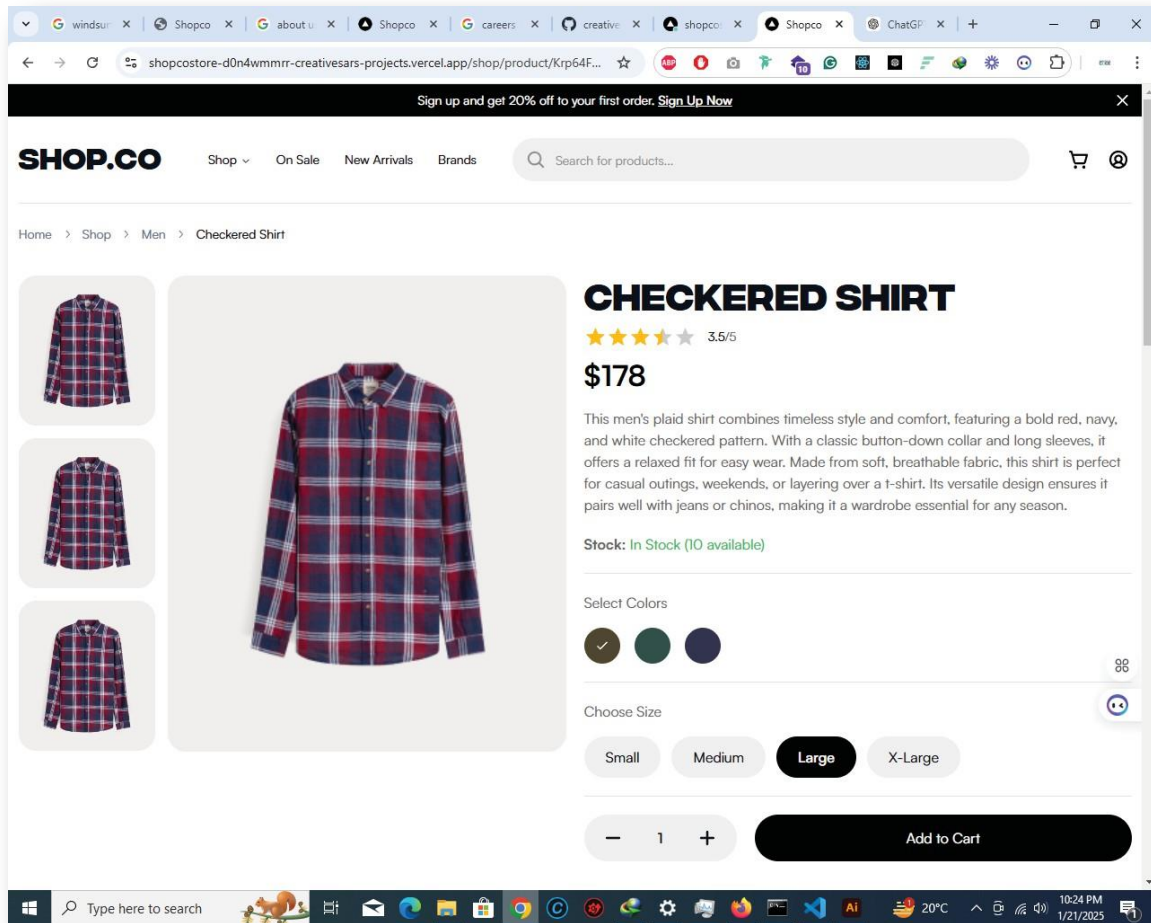 windsur
Shopco
about u
Shopco
careers
creative
shopco
Shopco
ChatGP
shopcostore-d0n4wmmrr-creativesars-projects.vercel.app/shop/product/Krp64F...
ABP
10
Sign up and get 20% off to your first order. Sign Up Now
SHOP.CO
Shop
On Sale
New Arrivals
Brands
Search for products...
Home > Shop > Men > Checkered Shirt
CHECKERED SHIRT
3.5/5
$178
This men's plaid shirt combines timeless style and comfort, featuring a bold red, navy,
and white checkered pattern. With a classic button-down collar and long sleeves, it
offers a relaxed fit for easy wear. Made from soft, breathable fabric, this shirt is perfect
for casual outings, weekends, or layering over a t-shirt. Its versatile design ensures it
pairs well with jeans or chinos, making it a wardrobe essential for any season.
Stock: In Stock (10 available)
Select Colors
Choose Size
Small
Medium
Large
X-Large
− 1 +
Add to Cart
Type here to search
Ai
20°C
10:24 PM
1/21/2025